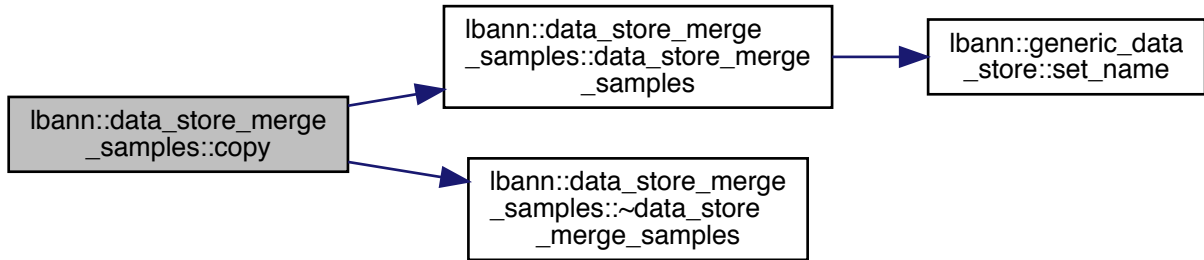 lbann::data_store_merge
_samples::copy
lbann::data_store_merge
_samples::data_store_merge
_samples
lbann::generic_data
_store::set_name
lbann::data_store_merge
_samples::~data_store
_merge_samples